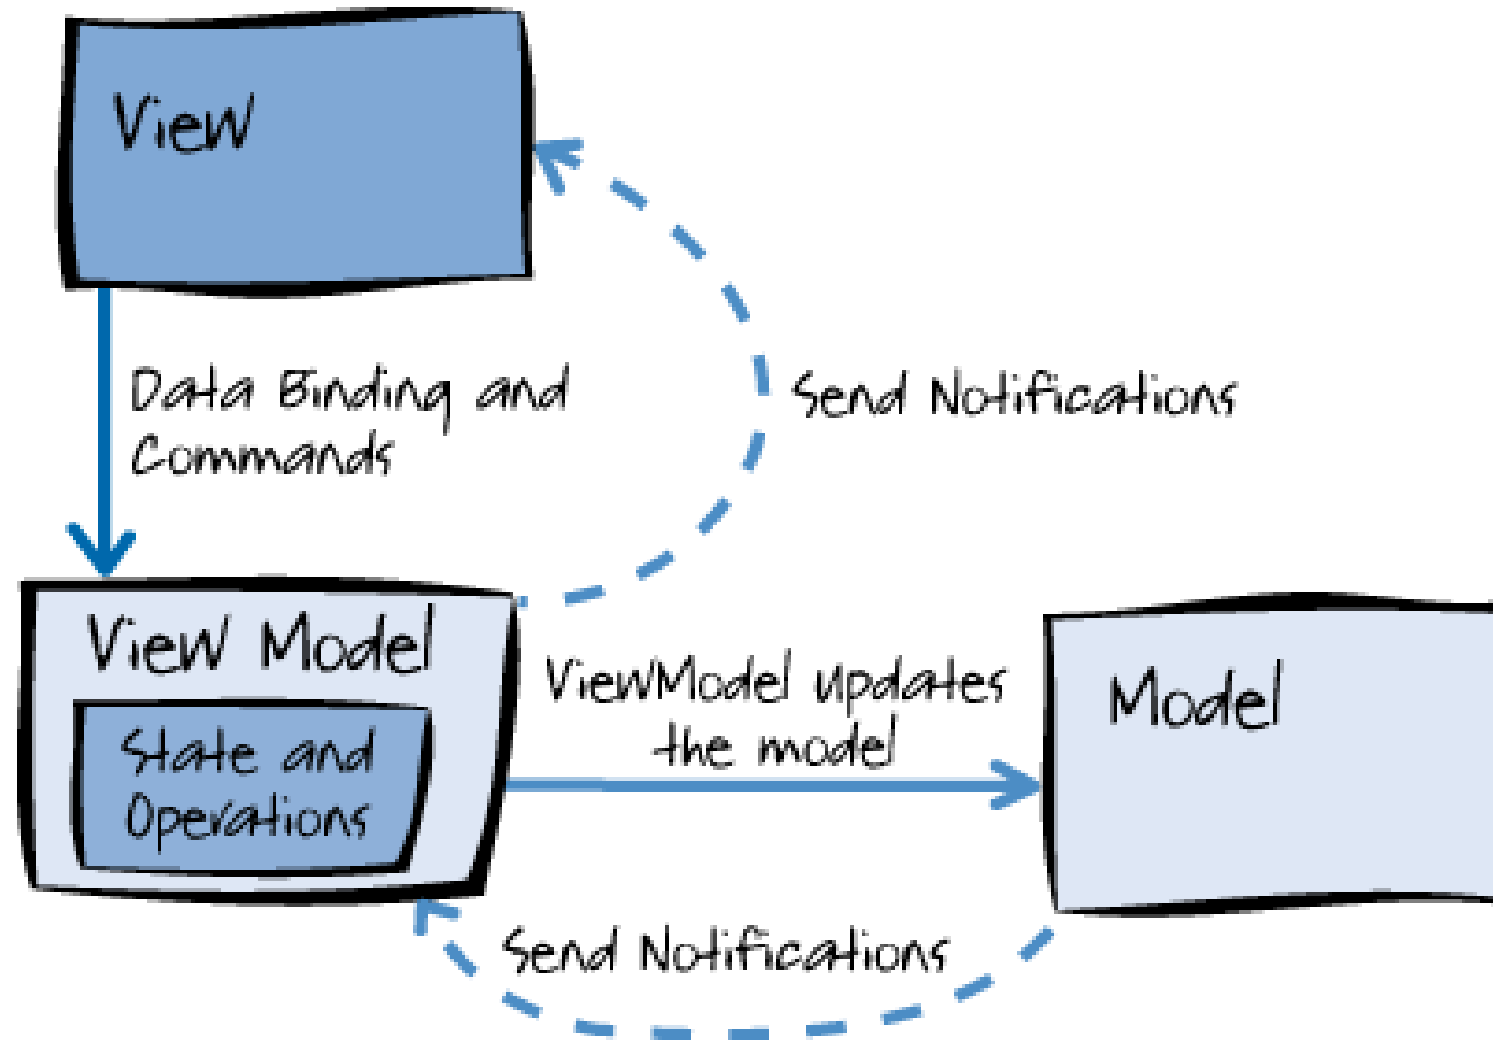 View
Data Binding and
Commands
Send Notifications
View Model
State and
Operations
ViewModel updates
the model
Model
Send Notifications